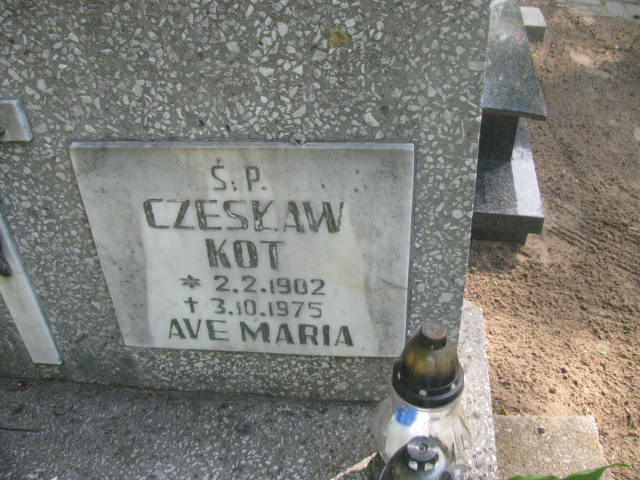 Ś. P.
CZESŁAW
KOT
* 2.2.1902
✝ 3.10.1975
AVE MARIA